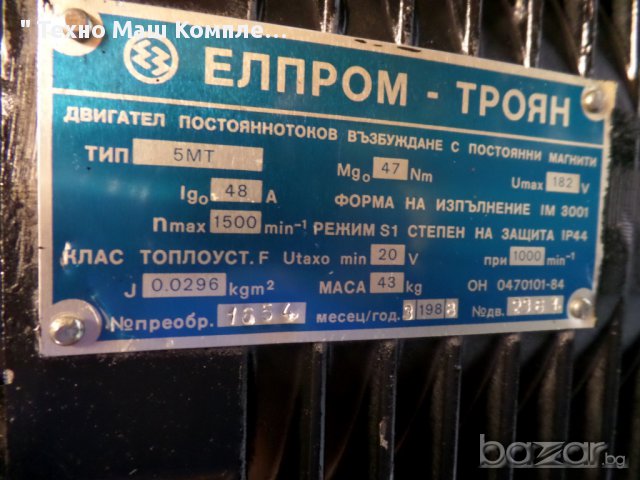 " Техно Маш Компле...
ЕЛПРОМ - ТРОЯН
ДВИГАТЕЛ ПОСТОЯННОТОКОВ ВЪЗБУЖДАНЕ С ПОСТОЯННИ МАГНИТИ
ТИП 5МТ Mgo 47 Nm Umax 182 V
Igo 48 A ФОРМА НА ИЗПЪЛНЕНИЕ IM 3001
nmax 1500 min-1 РЕЖИМ S1 СТЕПЕН НА ЗАЩИТА IP44
КЛАС ТОПЛОУСТ. F Utaxo min 20 V при 1000 min-1
J 0.0296 kgm² МАСА 43 kg ОН 0470101-84
№преобр. 1654 месец/год. 198 №дв.
bazar.bg